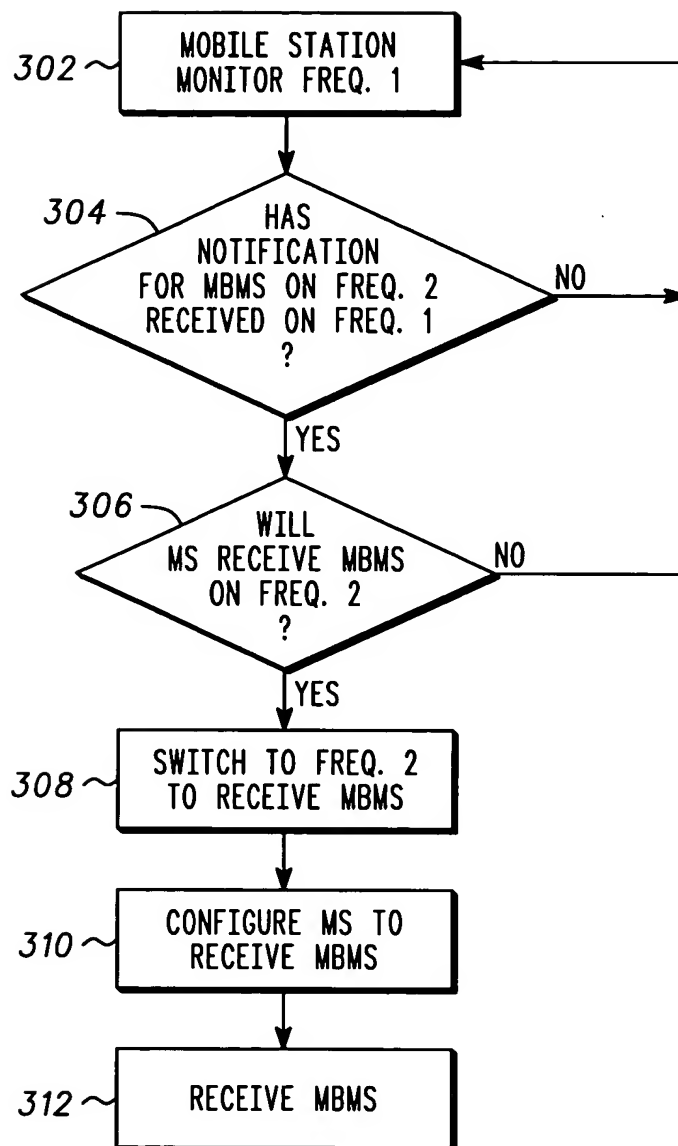 302
MOBILE STATION
MONITOR FREQ. 1
304
HAS
NOTIFICATION
FOR MBMS ON FREQ. 2
RECEIVED ON FREQ. 1
?
NO
YES
306
WILL
MS RECEIVE MBMS
ON FREQ. 2
?
NO
YES
308
SWITCH TO FREQ. 2
TO RECEIVE MBMS
310
CONFIGURE MS TO
RECEIVE MBMS
312
RECEIVE MBMS